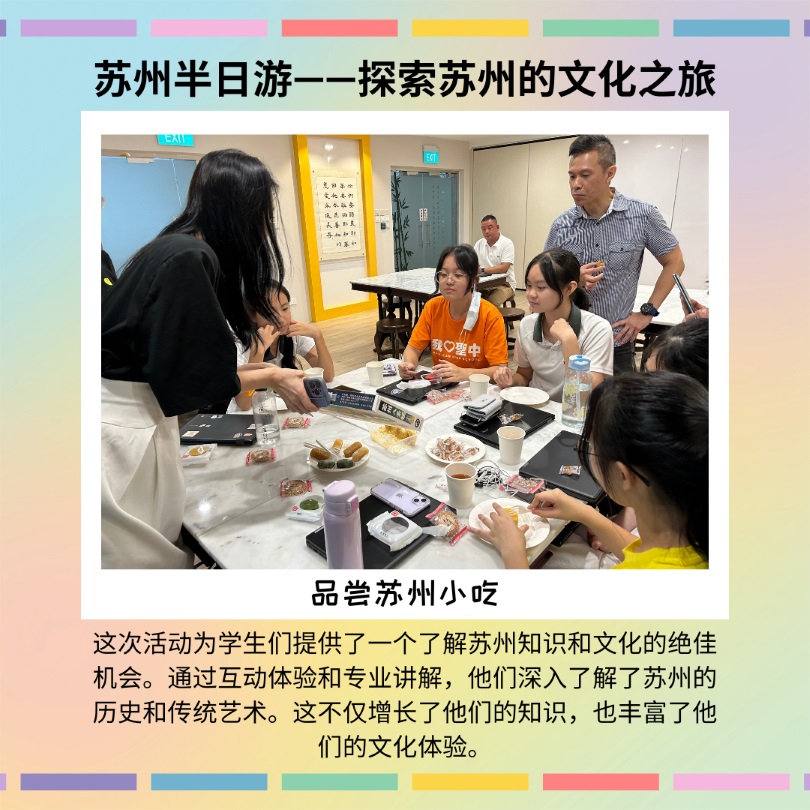 苏州半日游——探索苏州的文化之旅
EXIT
EXIT
我♡聖中
品尝苏州小吃
这次活动为学生们提供了一个了解苏州知识和文化的绝佳
机会。通过互动体验和专业讲解，他们深入了解了苏州的
历史和传统艺术。这不仅增长了他们的知识，也丰富了他
们的文化体验。